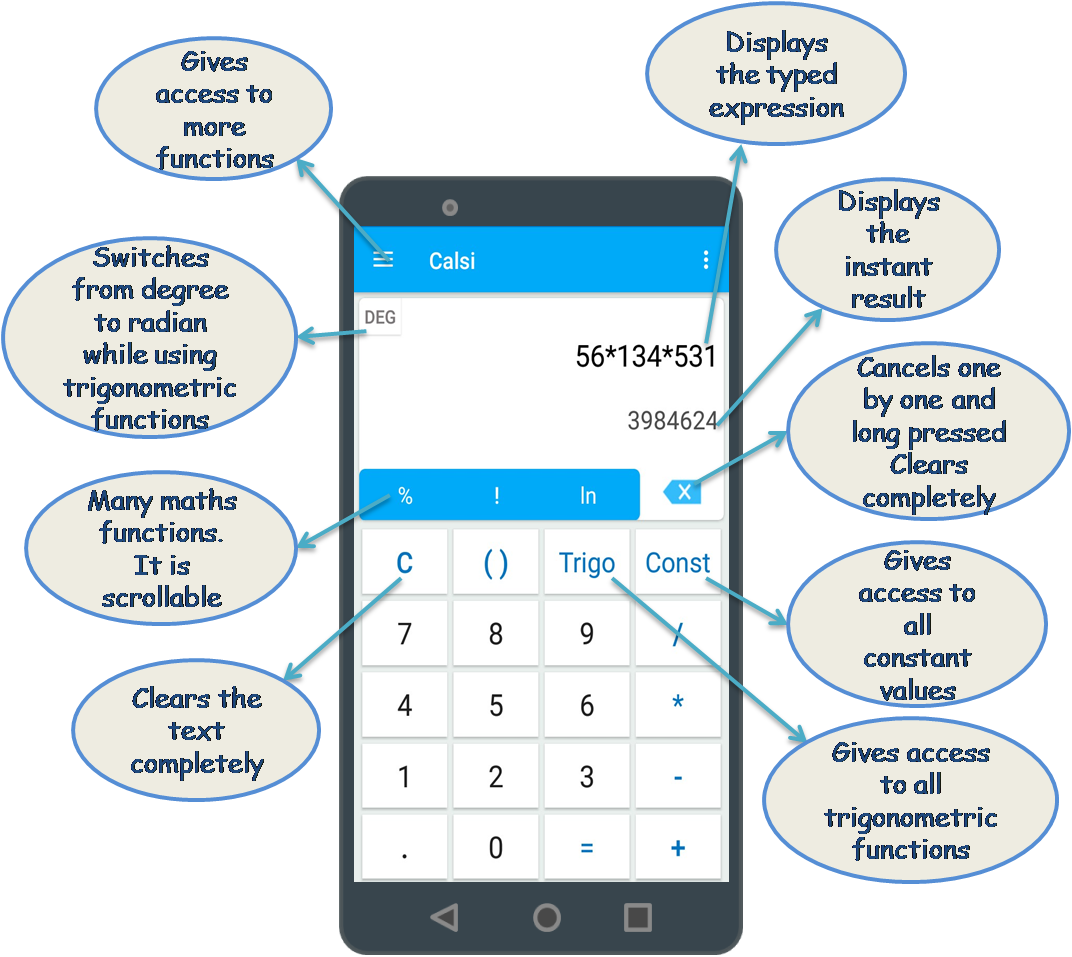 Gives
access to
more
functions
Displays
the typed
expression
Switches
from degree
to radian
while using
trigonometric
functions
Displays
the
instant
result
Many maths
functions.
It is
scrollable
Cancels one
by one and
long pressed
Clears
completely
Clears the
text
completely
Gives
access to
all
constant
values
Gives access
to all
trigonometric
functions
Calsi
DEG
56*134*531
3984624
% ! ln X
C ( ) Trigo Const
7 8 9 /
4 5 6 *
1 2 3 -
. 0 = +